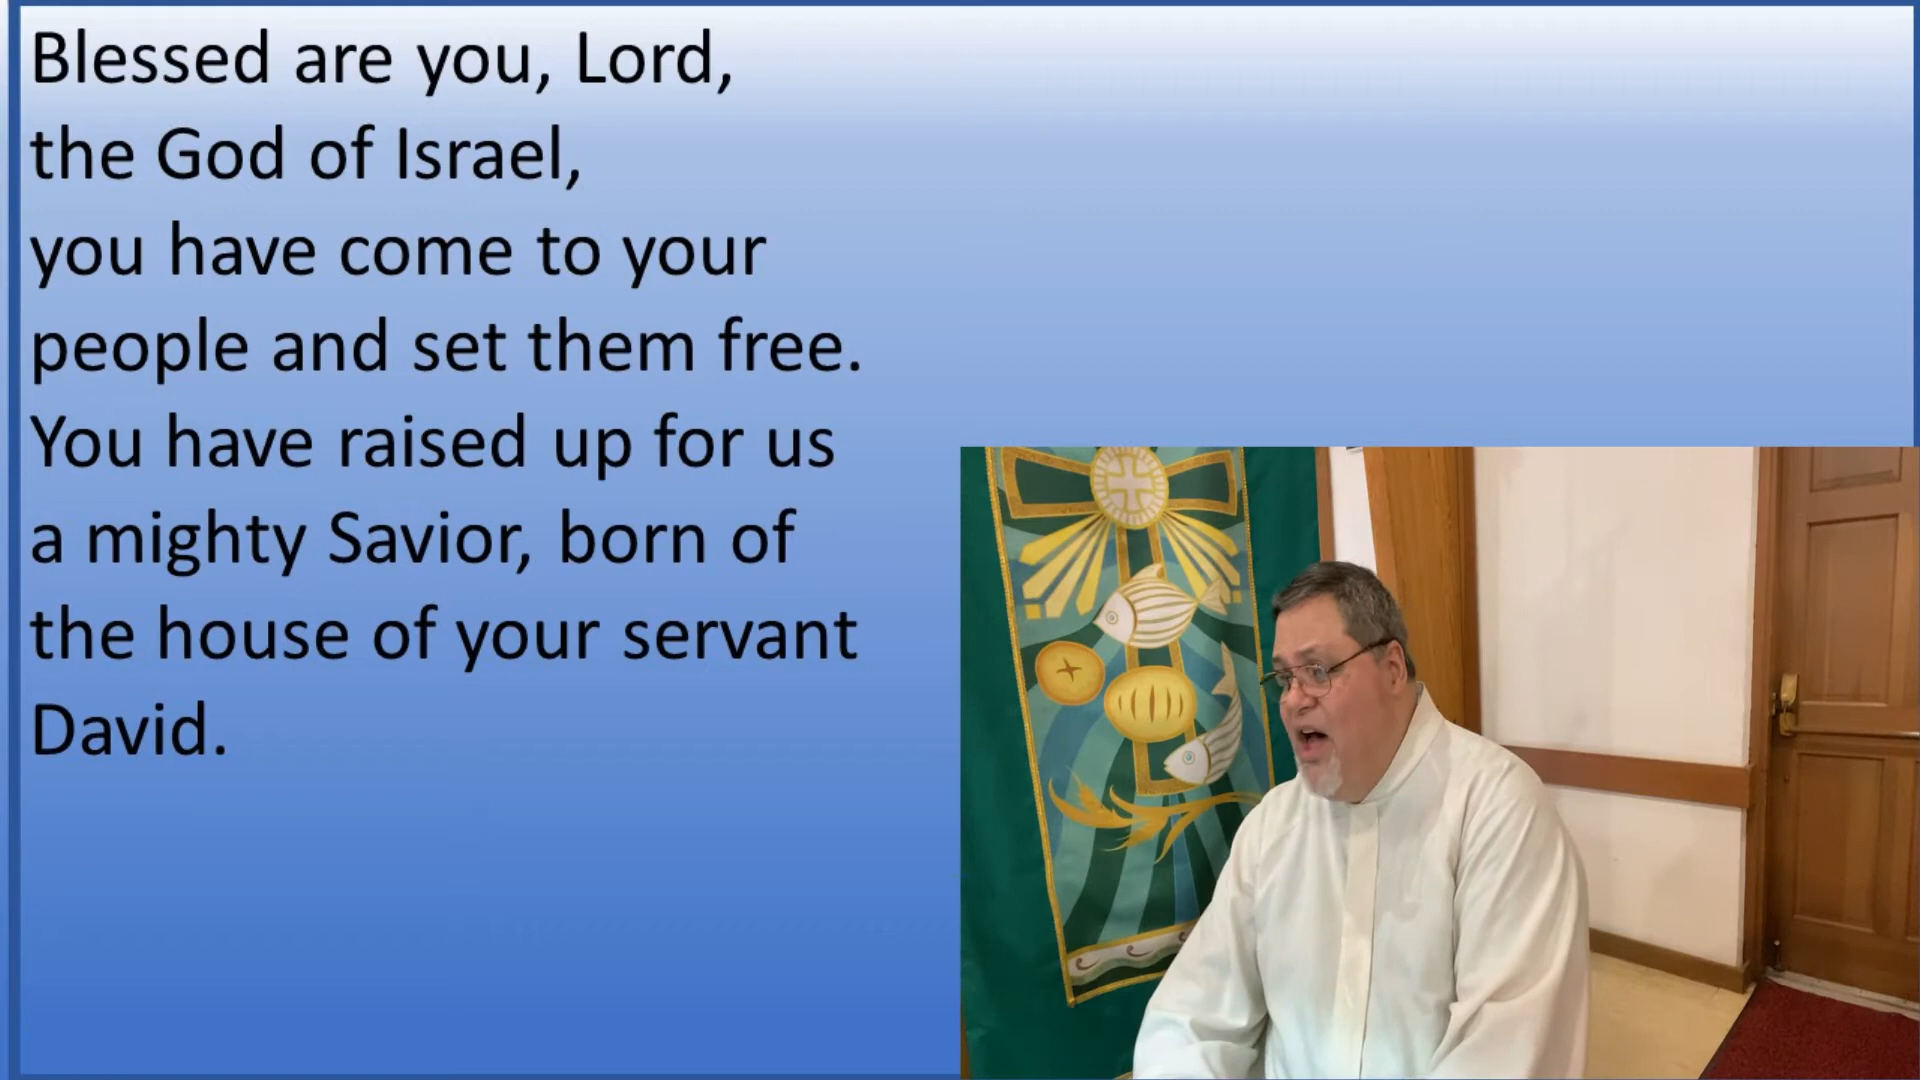 Blessed are you, Lord,
the God of Israel,
you have come to your
people and set them free.
You have raised up for us
a mighty Savior, born of
the house of your servant
David.